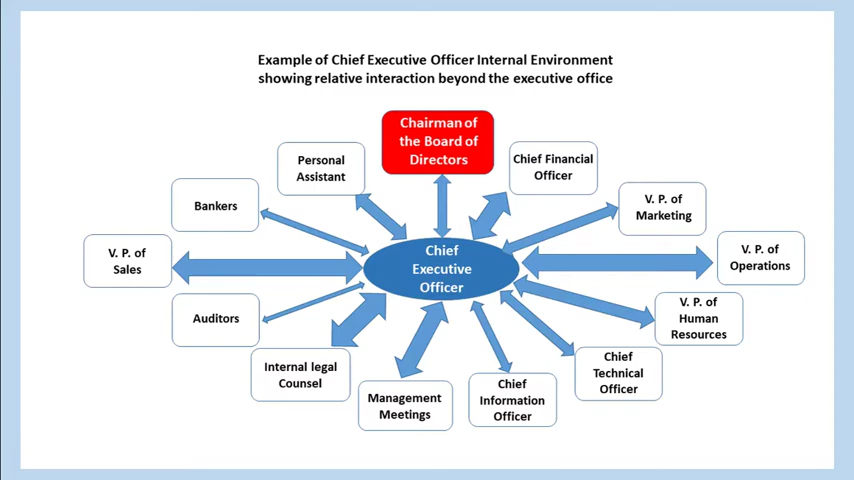 Example of Chief Executive Officer Internal Environment
showing relative interaction beyond the executive office
Chairman of
the Board of
Directors
Personal
Assistant
Chief Financial
Officer
Bankers
V. P. of
Marketing
V. P. of
Sales
Chief
Executive
Officer
V. P. of
Operations
Auditors
V. P. of
Human
Resources
Internal legal
Counsel
Chief
Technical
Officer
Management
Meetings
Chief
Information
Officer